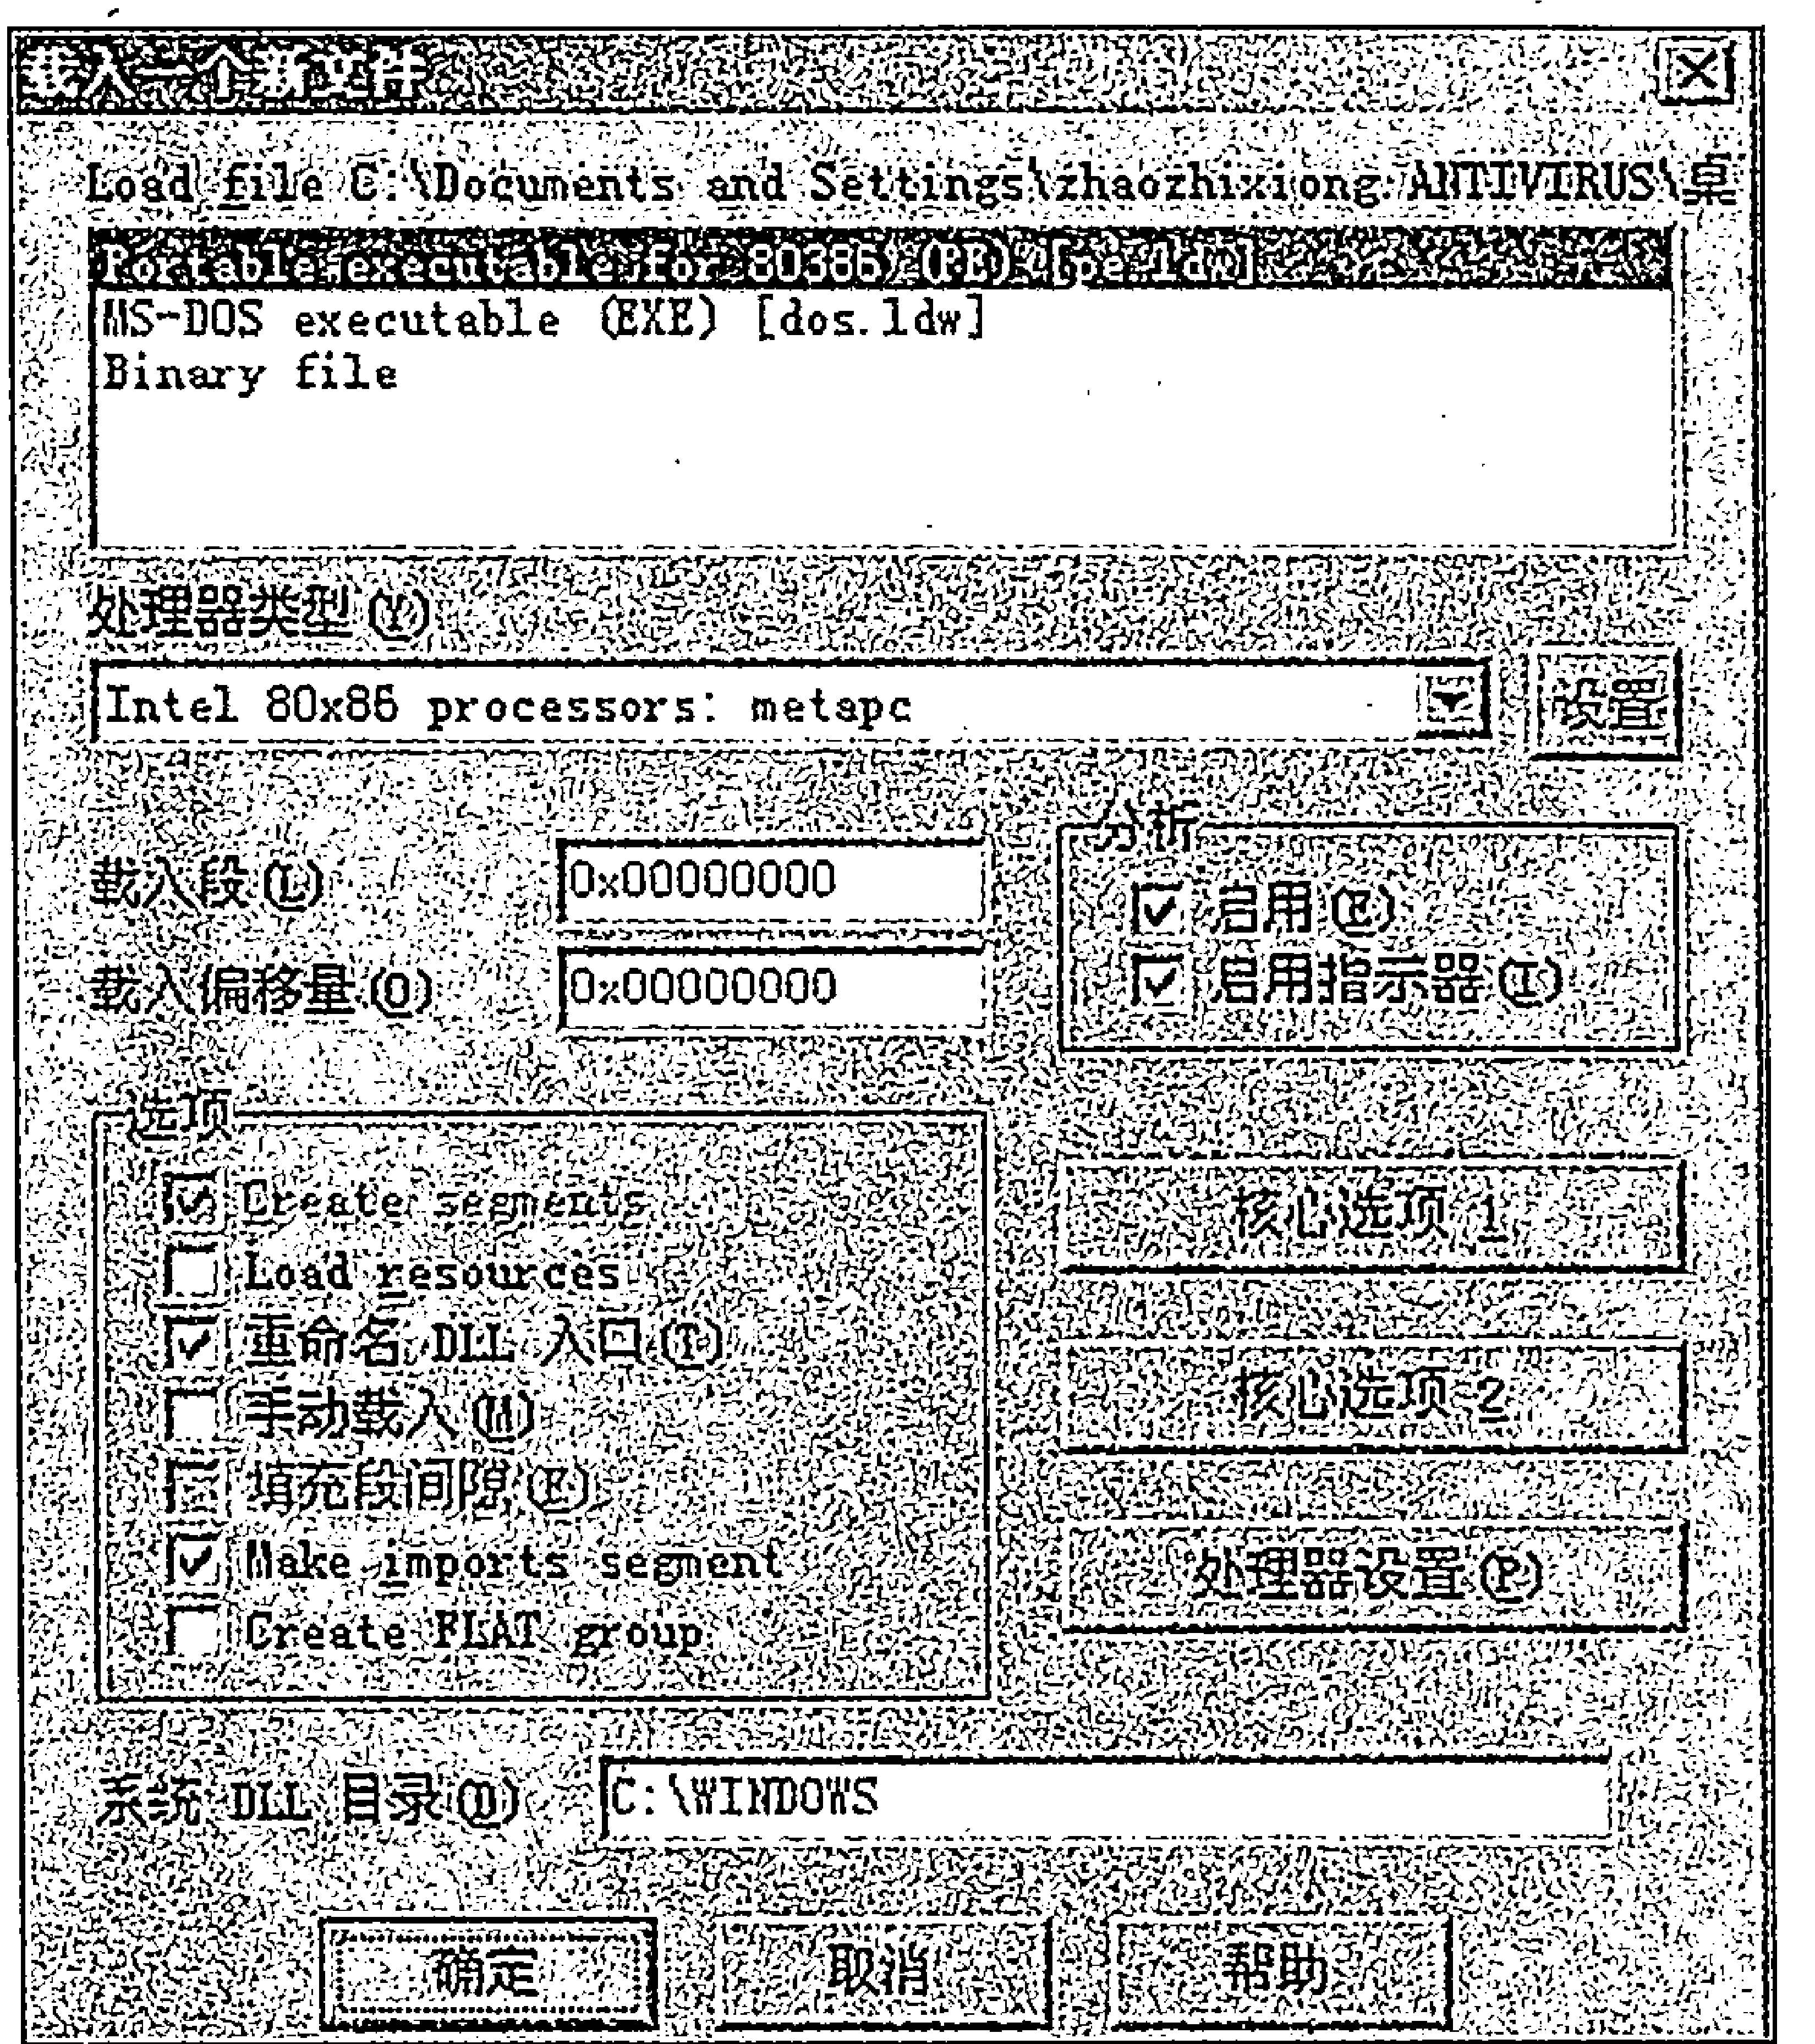 载入一个新文件
Load file C:\Documents and Settings\zhaozhixiong.ANTIVIRUS\桌
Portable executable for 80386 (PE) [pe.ldw]
MS-DOS executable (EXE) [dos.ldw]
Binary file
处理器类型(Y)
Intel 80x86 processors: metapc
设置
载入段(L)
0x00000000
载入偏移量(O)
0x00000000
分析
启用(E)
启用指示器(I)
选项
Create segments
Load resources
重命名 DLL 入口(T)
手动载入(M)
填充段间隙(F)
Make imports segment
Create FLAT group
核心选项 1
核心选项 2
处理器设置(P)
系统 DLL 目录(D)
C:\WINDOWS
确定
取消
帮助